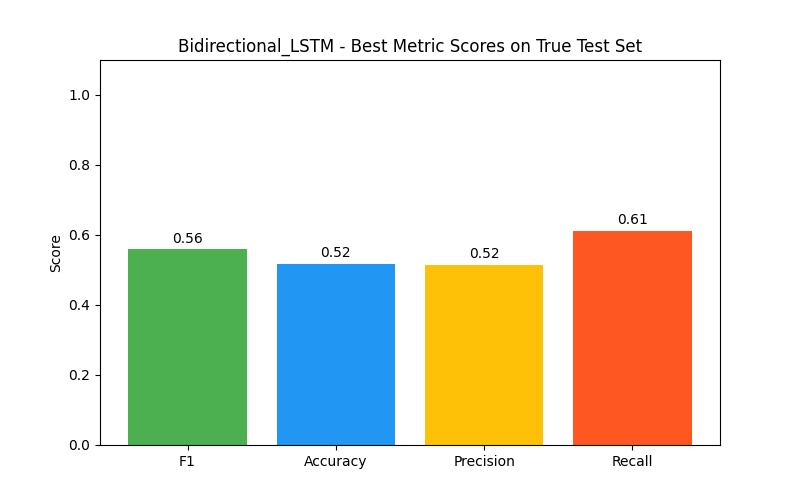 Bidirectional_LSTM - Best Metric Scores on True Test Set
1.0
0.8
0.6
0.4
0.2
0.0
Score
0.56
0.52
0.52
0.61
F1
Accuracy
Precision
Recall